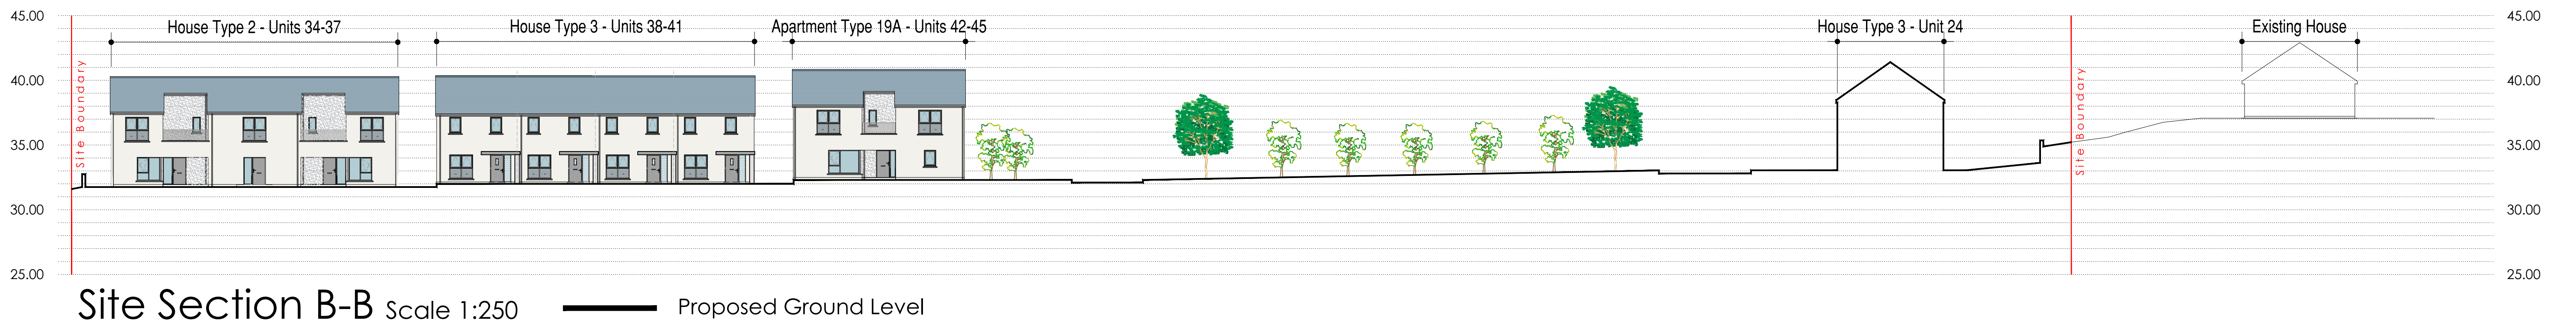 45.00
House Type 2 - Units 34-37
House Type 3 - Units 38-41
Apartment Type 19A - Units 42-45
House Type 3 - Unit 24
Existing House
45.00
40.00
40.00
35.00
35.00
30.00
30.00
25.00
25.00
Site Boundary
Site Boundary
Site Section B-B Scale 1:250
Proposed Ground Level